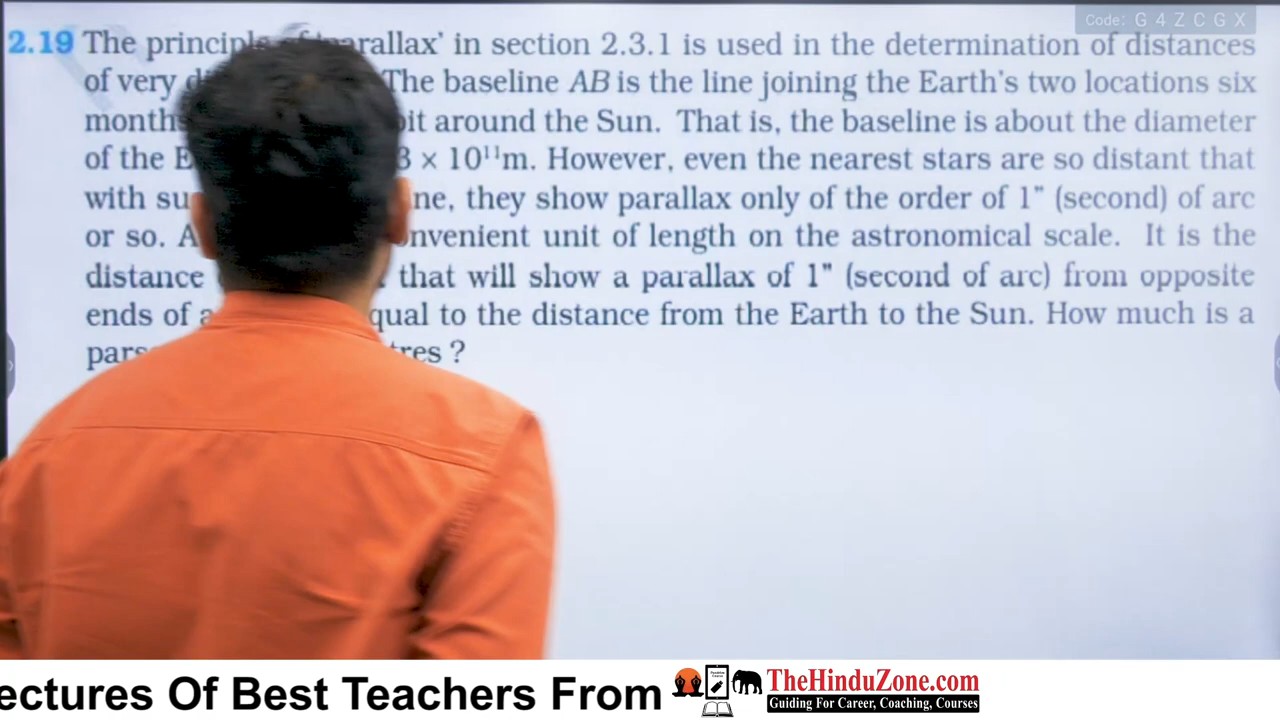 Code: G 4 Z C G X
2.19 The principle of 'parallax' in section 2.3.1 is used in the determination of distances
of very The baseline AB is the line joining the Earth's two locations six
month it around the Sun. That is, the baseline is about the diameter
of the E 3 × 10¹¹m. However, even the nearest stars are so distant that
with su ne, they show parallax only of the order of 1" (second) of arc
or so. A nvenient unit of length on the astronomical scale. It is the
distance that will show a parallax of 1" (second of arc) from opposite
ends of a qual to the distance from the Earth to the Sun. How much is a
pars tres ?
ectures Of Best Teachers From TheHinduZone.com
Guiding For Career, Coaching, Courses